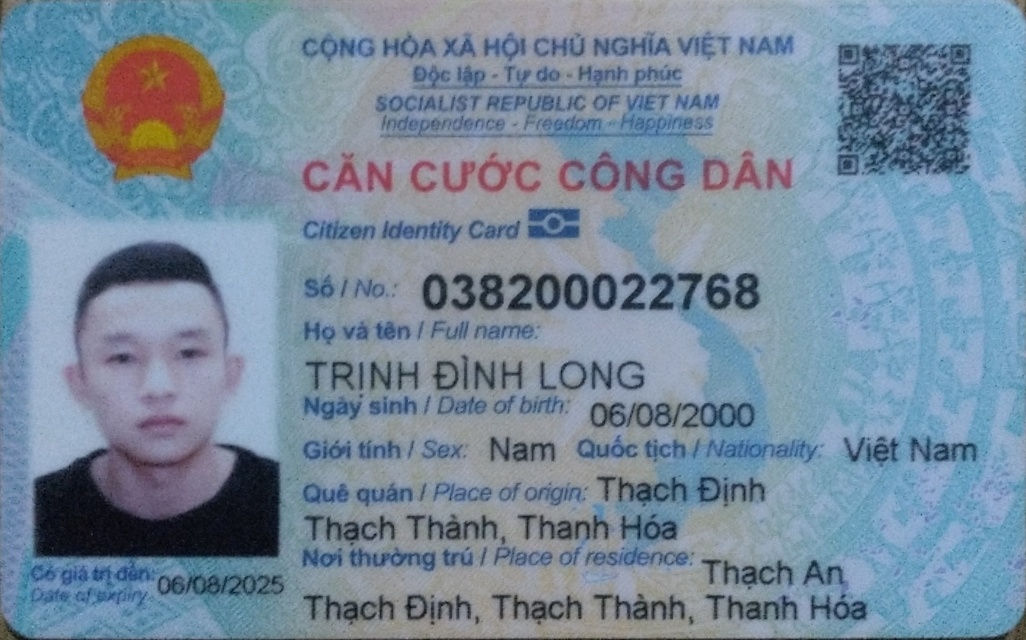 CỘNG HÒA XÃ HỘI CHỦ NGHĨA VIỆT NAM
Độc lập - Tự do - Hạnh phúc
SOCIALIST REPUBLIC OF VIET NAM
Independence - Freedom - Happiness
CĂN CƯỚC CÔNG DÂN
Citizen Identity Card
Số / No.: 038200022768
Họ và tên / Full name:
TRỊNH ĐÌNH LONG
Ngày sinh / Date of birth: 06/08/2000
Giới tính / Sex: Nam Quốc tịch / Nationality: Việt Nam
Quê quán / Place of origin: Thạch Định
Thạch Thành, Thanh Hóa
Nơi thường trú / Place of residence: Thạch An
Thạch Định, Thạch Thành, Thanh Hóa
Có giá trị đến: 06/08/2025
Date of expiry